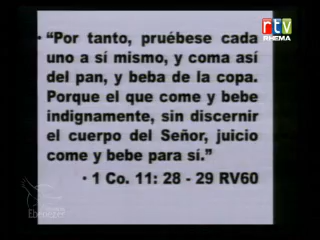 rtv
RHEMA
• “Por tanto, pruébese cada
uno a sí mismo, y coma así
del pan, y beba de la copa.
Porque el que come y bebe
indignamente, sin discernir
el cuerpo del Señor, juicio
come y bebe para sí.”
• 1 Co. 11: 28 - 29 RV60
Ebenezer